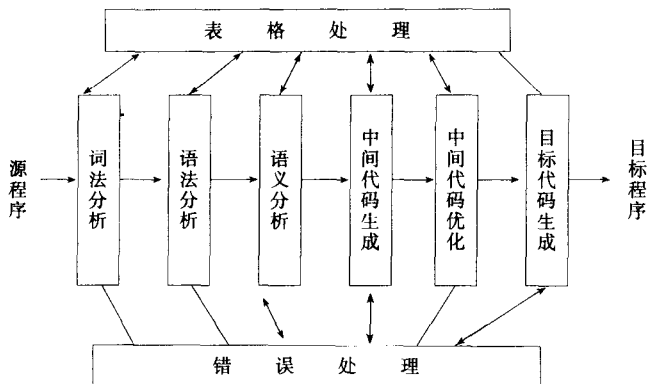 表格处理
源程序
词法分析
语法分析
语义分析
中间代码生成
中间代码优化
目标代码生成
目标程序
错误处理